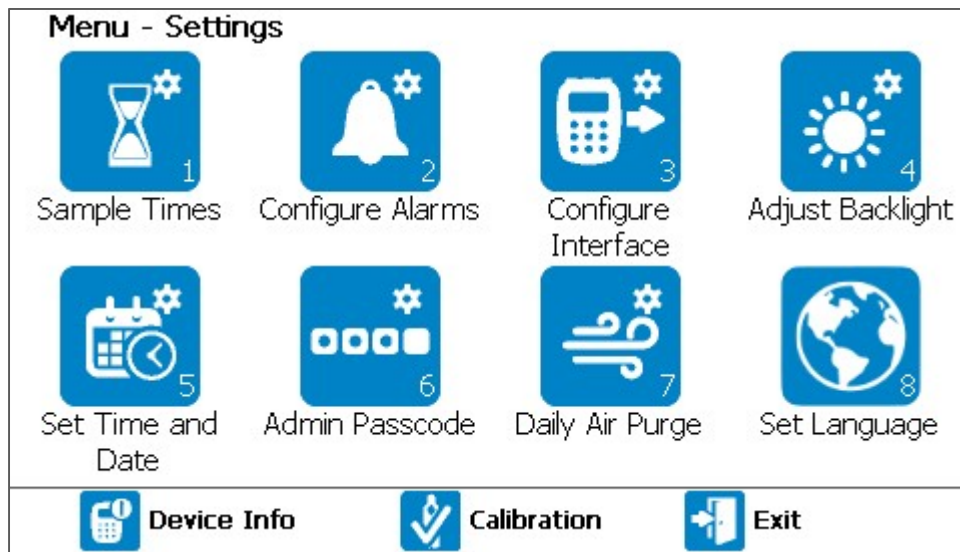 Menu - Settings
1
2
3
4
Sample Times
Configure Alarms
Configure
Interface
Adjust Backlight
5
6
7
8
Set Time and
Date
Admin Passcode
Daily Air Purge
Set Language
Device Info
Calibration
Exit